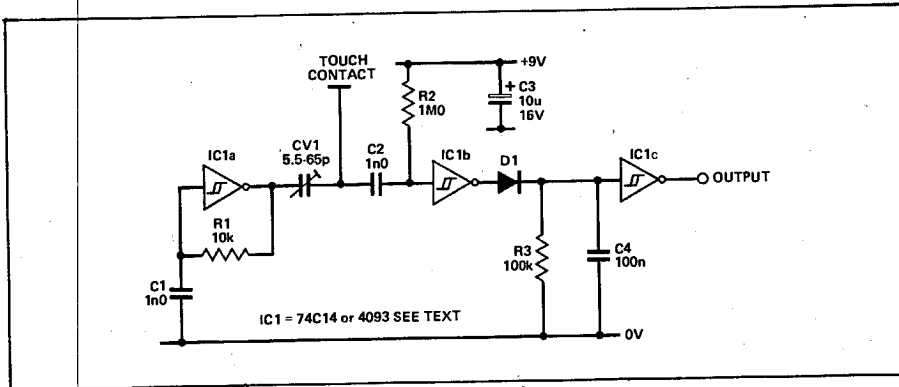 TOUCH
CONTACT
+9V
R2
1M0
+ C3
10u
16V
IC1a
CV1
5.5-65p
C2
1n0
IC1b
D1
IC1c
OUTPUT
R1
10k
R3
100k
C4
100n
C1
1n0
IC1 = 74C14 or 4093 SEE TEXT
0V